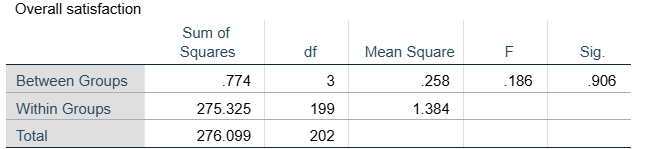 Overall satisfaction
Sum of
Squares df Mean Square F Sig.
Between Groups .774 3 .258 .186 .906
Within Groups 275.325 199 1.384
Total 276.099 202